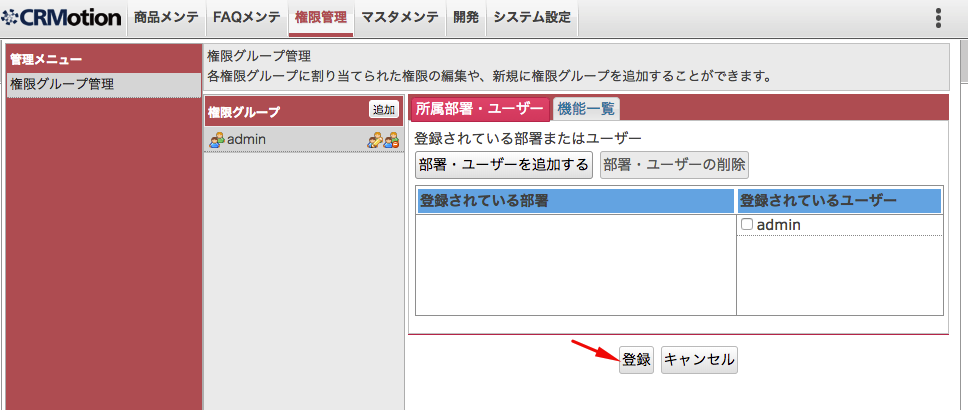 CRMotion 商品メンテ FAQメンテ 権限管理 マスタメンテ 開発 システム設定
管理メニュー
権限グループ管理
権限グループ管理
各権限グループに割り当てられた権限の編集や、新規に権限グループを追加することができます。
権限グループ 追加
admin
所属部署・ユーザー 機能一覧
登録されている部署またはユーザー
部署・ユーザーを追加する 部署・ユーザーの削除
登録されている部署 登録されているユーザー
admin
登録 キャンセル